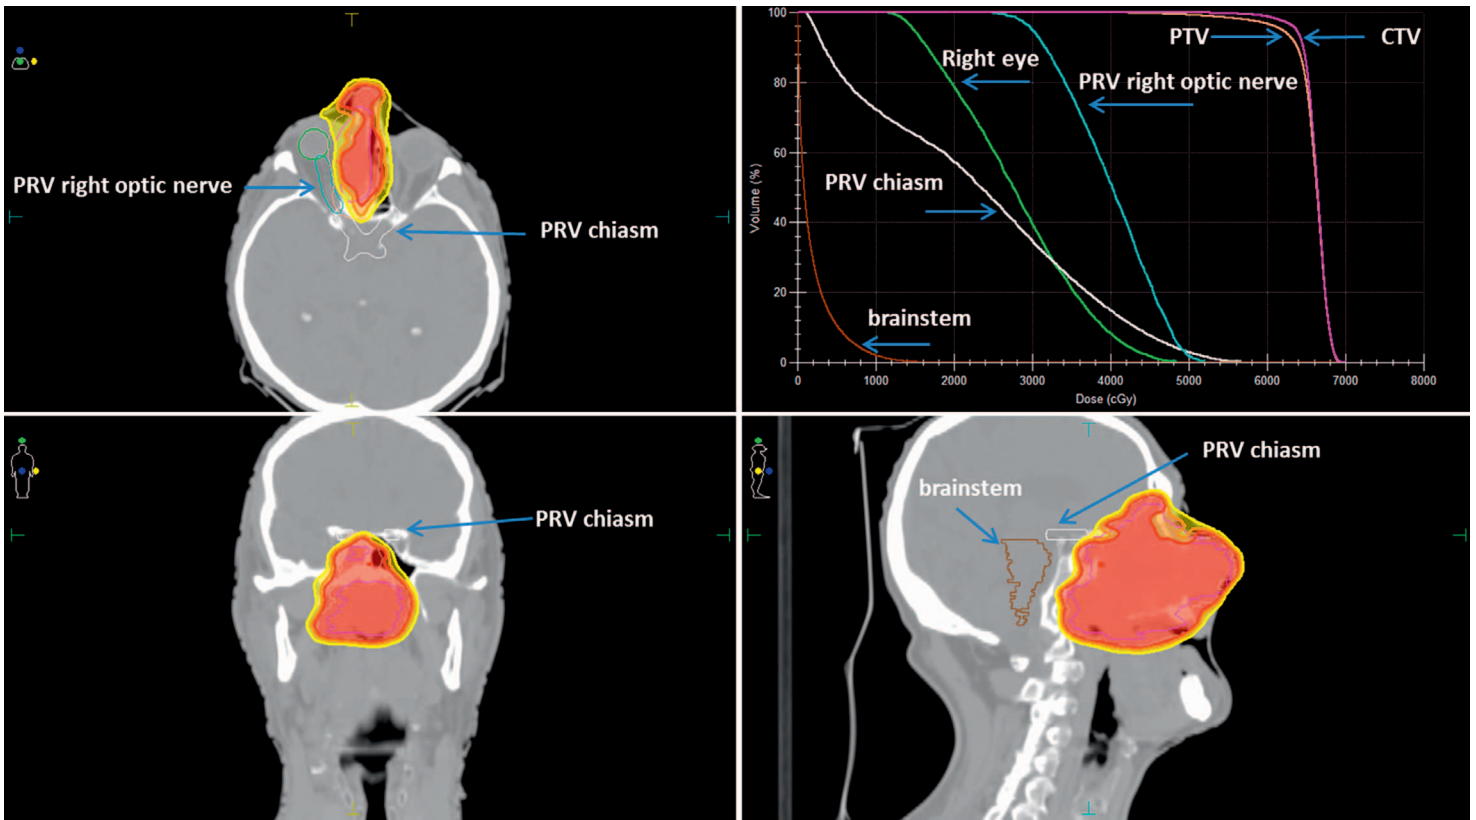 PRV right optic nerve
PRV chiasm
100
80
60
40
20
0
Volume (%)
0 1000 2000 3000 4000 5000 6000 7000 8000
Dose (cGy)
PTV
CTV
Right eye
PRV right optic nerve
PRV chiasm
brainstem
PRV chiasm
PRV chiasm
brainstem